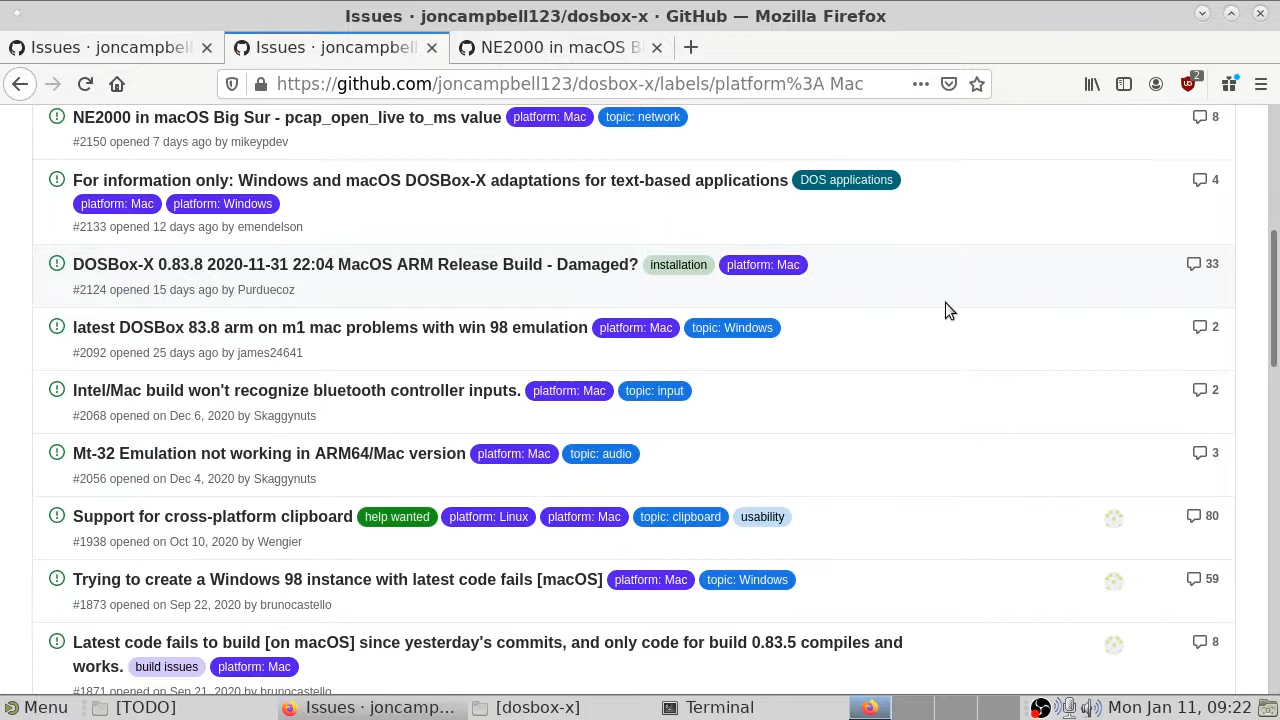 Issues · joncampbell123/dosbox-x · GitHub — Mozilla Firefox
Issues · joncampbell
Issues · joncampbell
NE2000 in macOS B
https://github.com/joncampbell123/dosbox-x/labels/platform%3A Mac
2
NE2000 in macOS Big Sur - pcap_open_live to_ms value platform: Mac topic: network 8
#2150 opened 7 days ago by mikeypdev
For information only: Windows and macOS DOSBox-X adaptations for text-based applications DOS applications 4
platform: Mac platform: Windows
#2133 opened 12 days ago by emendelson
DOSBox-X 0.83.8 2020-11-31 22:04 MacOS ARM Release Build - Damaged? installation platform: Mac 33
#2124 opened 15 days ago by Purduecoz
latest DOSBox 83.8 arm on m1 mac problems with win 98 emulation platform: Mac topic: Windows 2
#2092 opened 25 days ago by james24641
Intel/Mac build won't recognize bluetooth controller inputs. platform: Mac topic: input 2
#2068 opened on Dec 6, 2020 by Skaggynuts
Mt-32 Emulation not working in ARM64/Mac version platform: Mac topic: audio 3
#2056 opened on Dec 4, 2020 by Skaggynuts
Support for cross-platform clipboard help wanted platform: Linux platform: Mac topic: clipboard usability 80
#1938 opened on Oct 10, 2020 by Wengier
Trying to create a Windows 98 instance with latest code fails [macOS] platform: Mac topic: Windows 59
#1873 opened on Sep 22, 2020 by brunocastello
Latest code fails to build [on macOS] since yesterday's commits, and only code for build 0.83.5 compiles and 8
works. build issues platform: Mac
#1871 opened on Sep 21, 2020 by brunocastello
Menu [TODO] Issues · joncamp... [dosbox-x] Terminal Mon Jan 11, 09:22